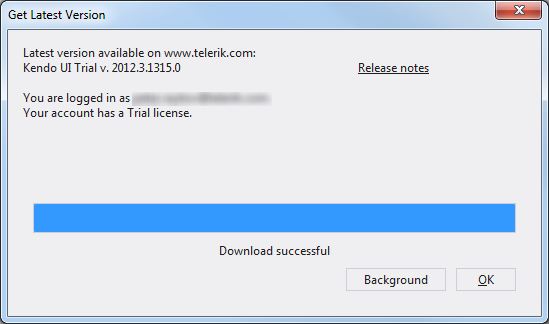 Get Latest Version
Latest version available on www.telerik.com:
Kendo UI Trial v. 2012.3.1315.0 Release notes
You are logged in as
Your account has a Trial license.
Download successful
Background OK